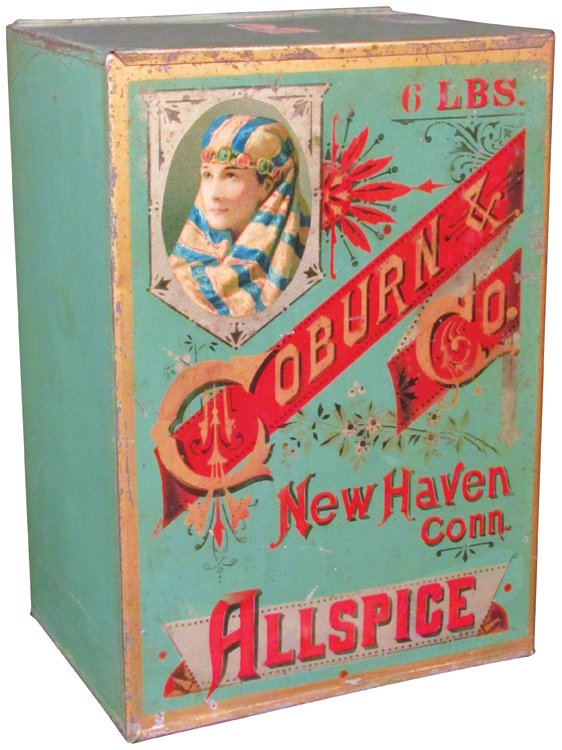 6 LBS.
COBURN &
CO.
New Haven
Conn.
ALLSPICE